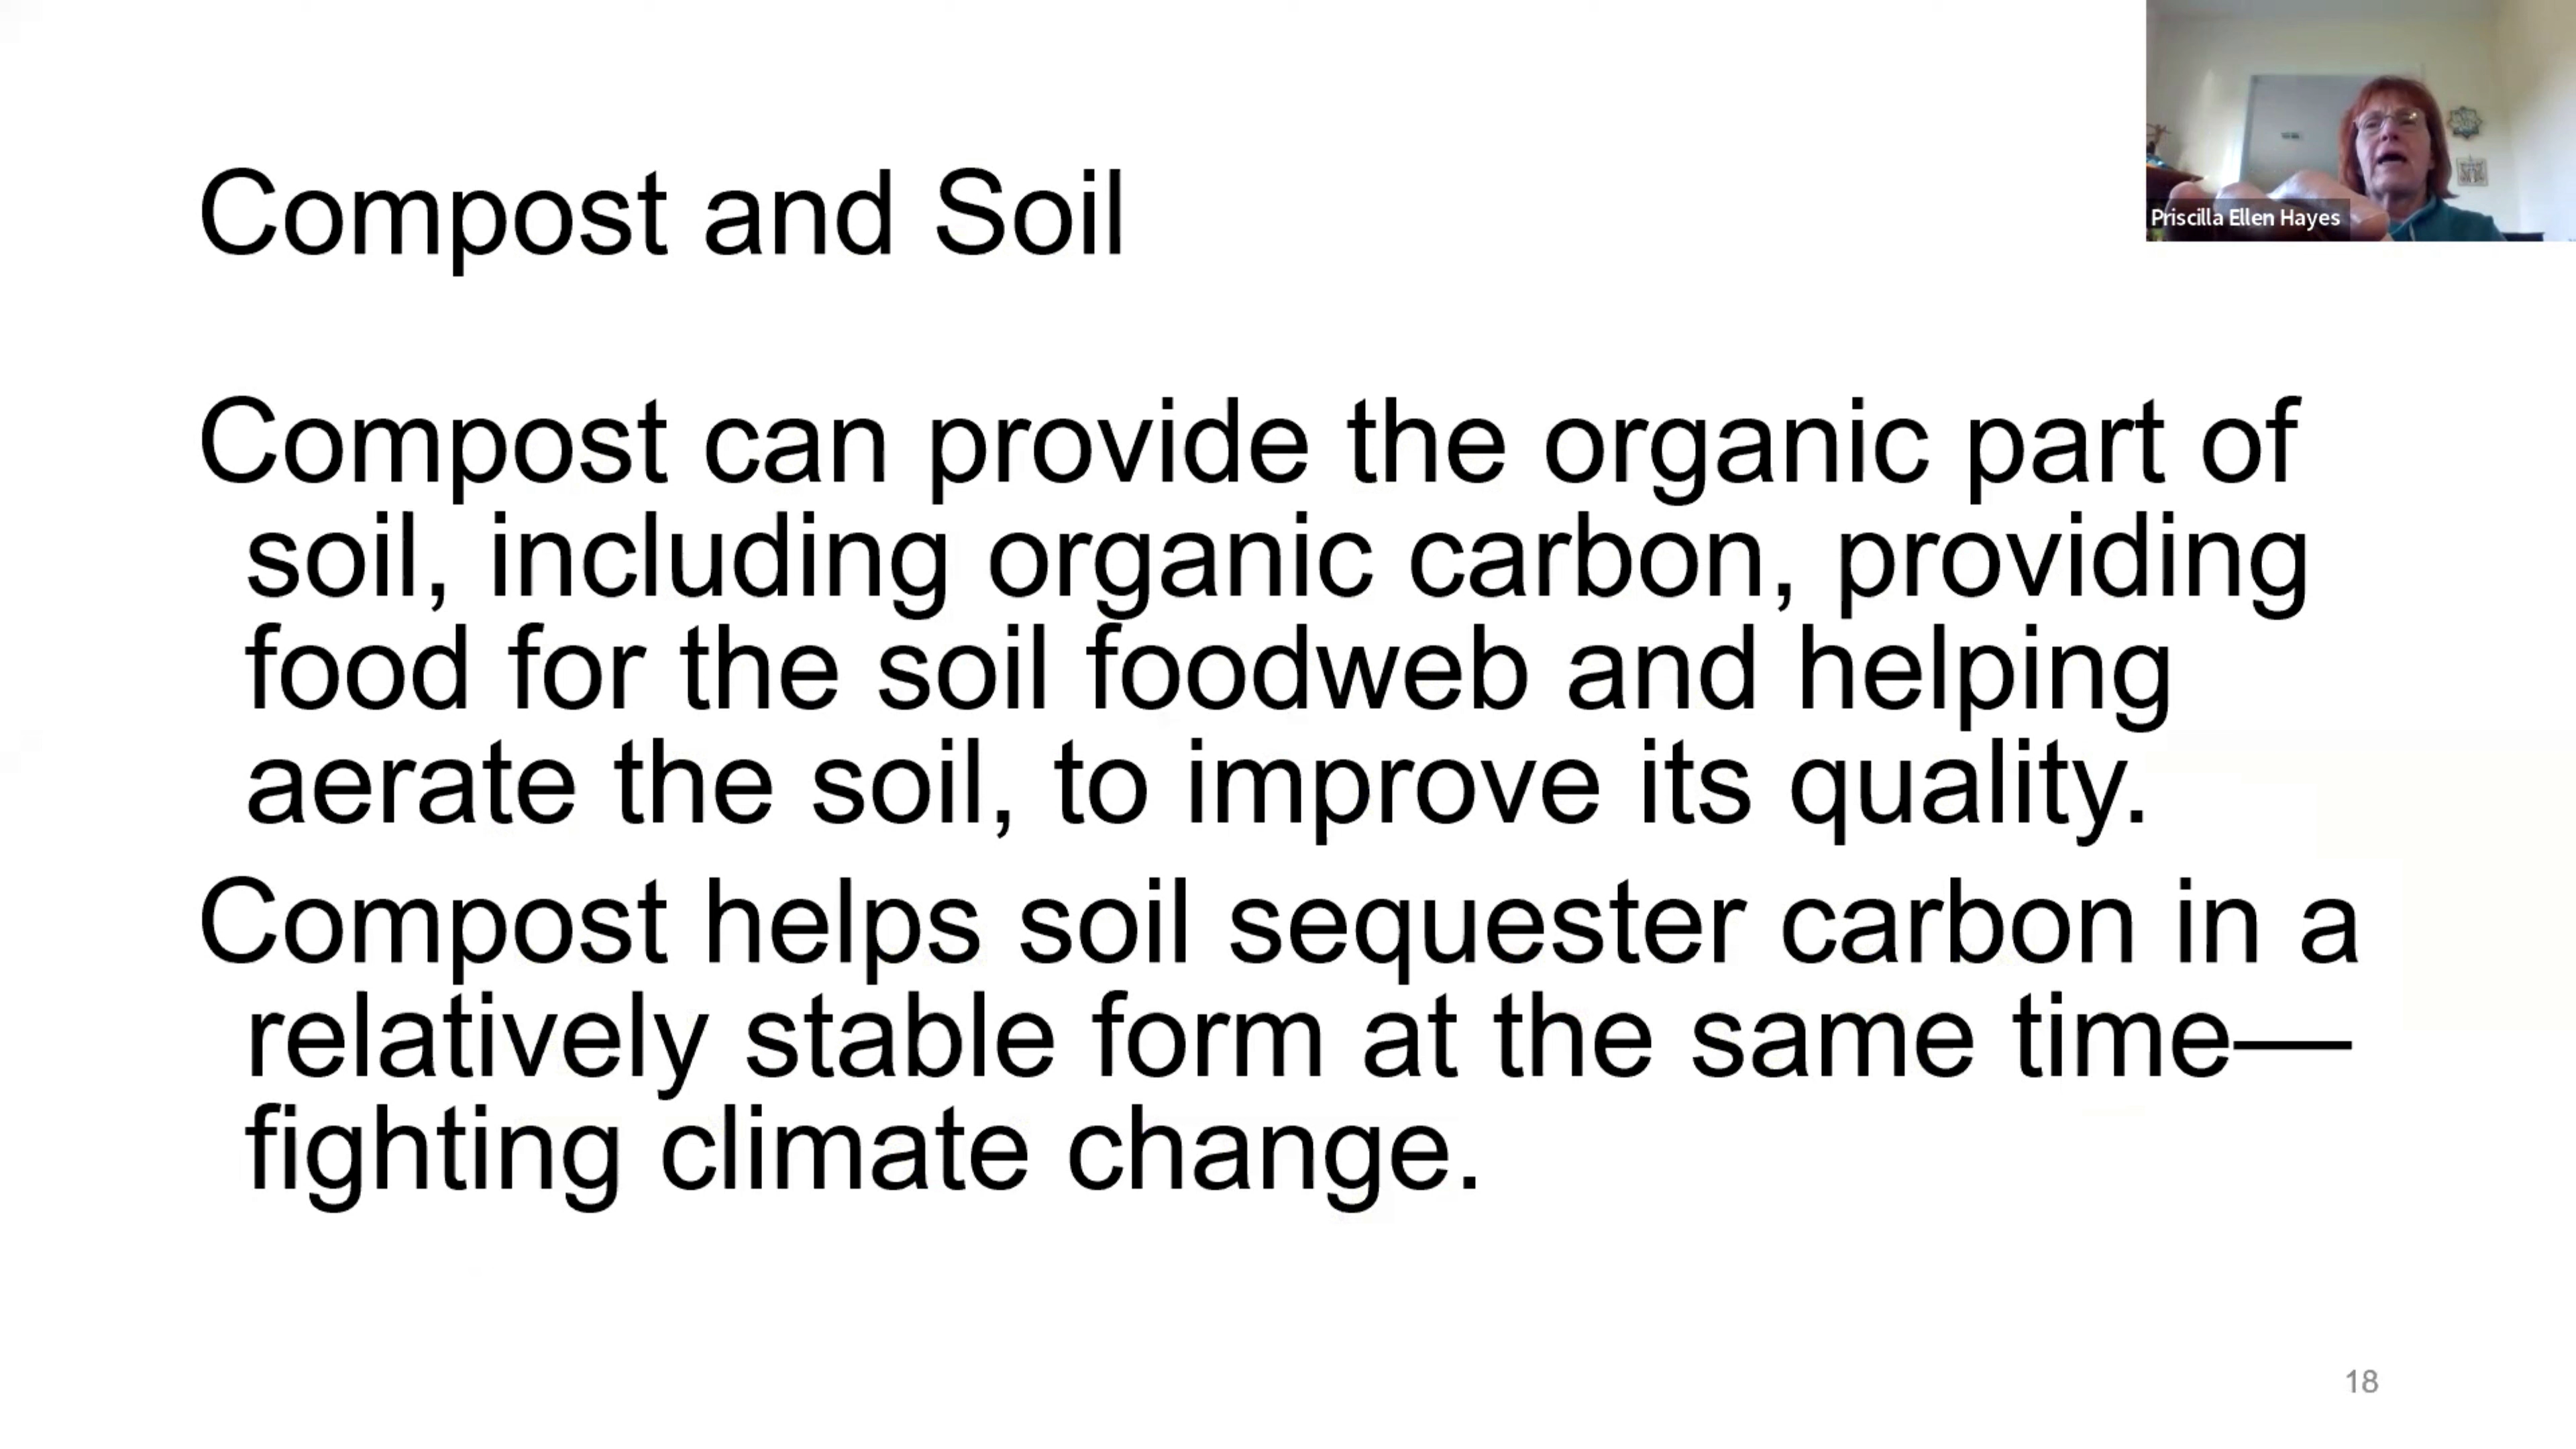 Compost and Soil
Priscilla Ellen Hayes
Compost can provide the organic part of
soil, including organic carbon, providing
food for the soil foodweb and helping
aerate the soil, to improve its quality.
Compost helps soil sequester carbon in a
relatively stable form at the same time—
fighting climate change.
18